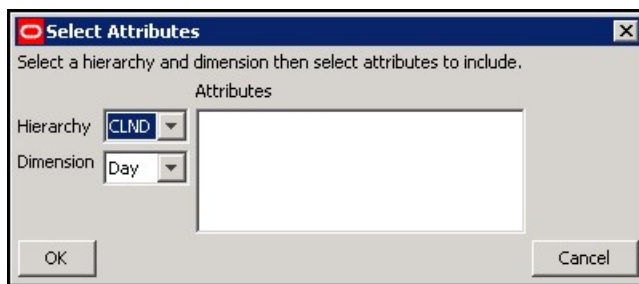 Select Attributes
Select a hierarchy and dimension then select attributes to include.
Attributes
Hierarchy CLND
Dimension Day
OK Cancel